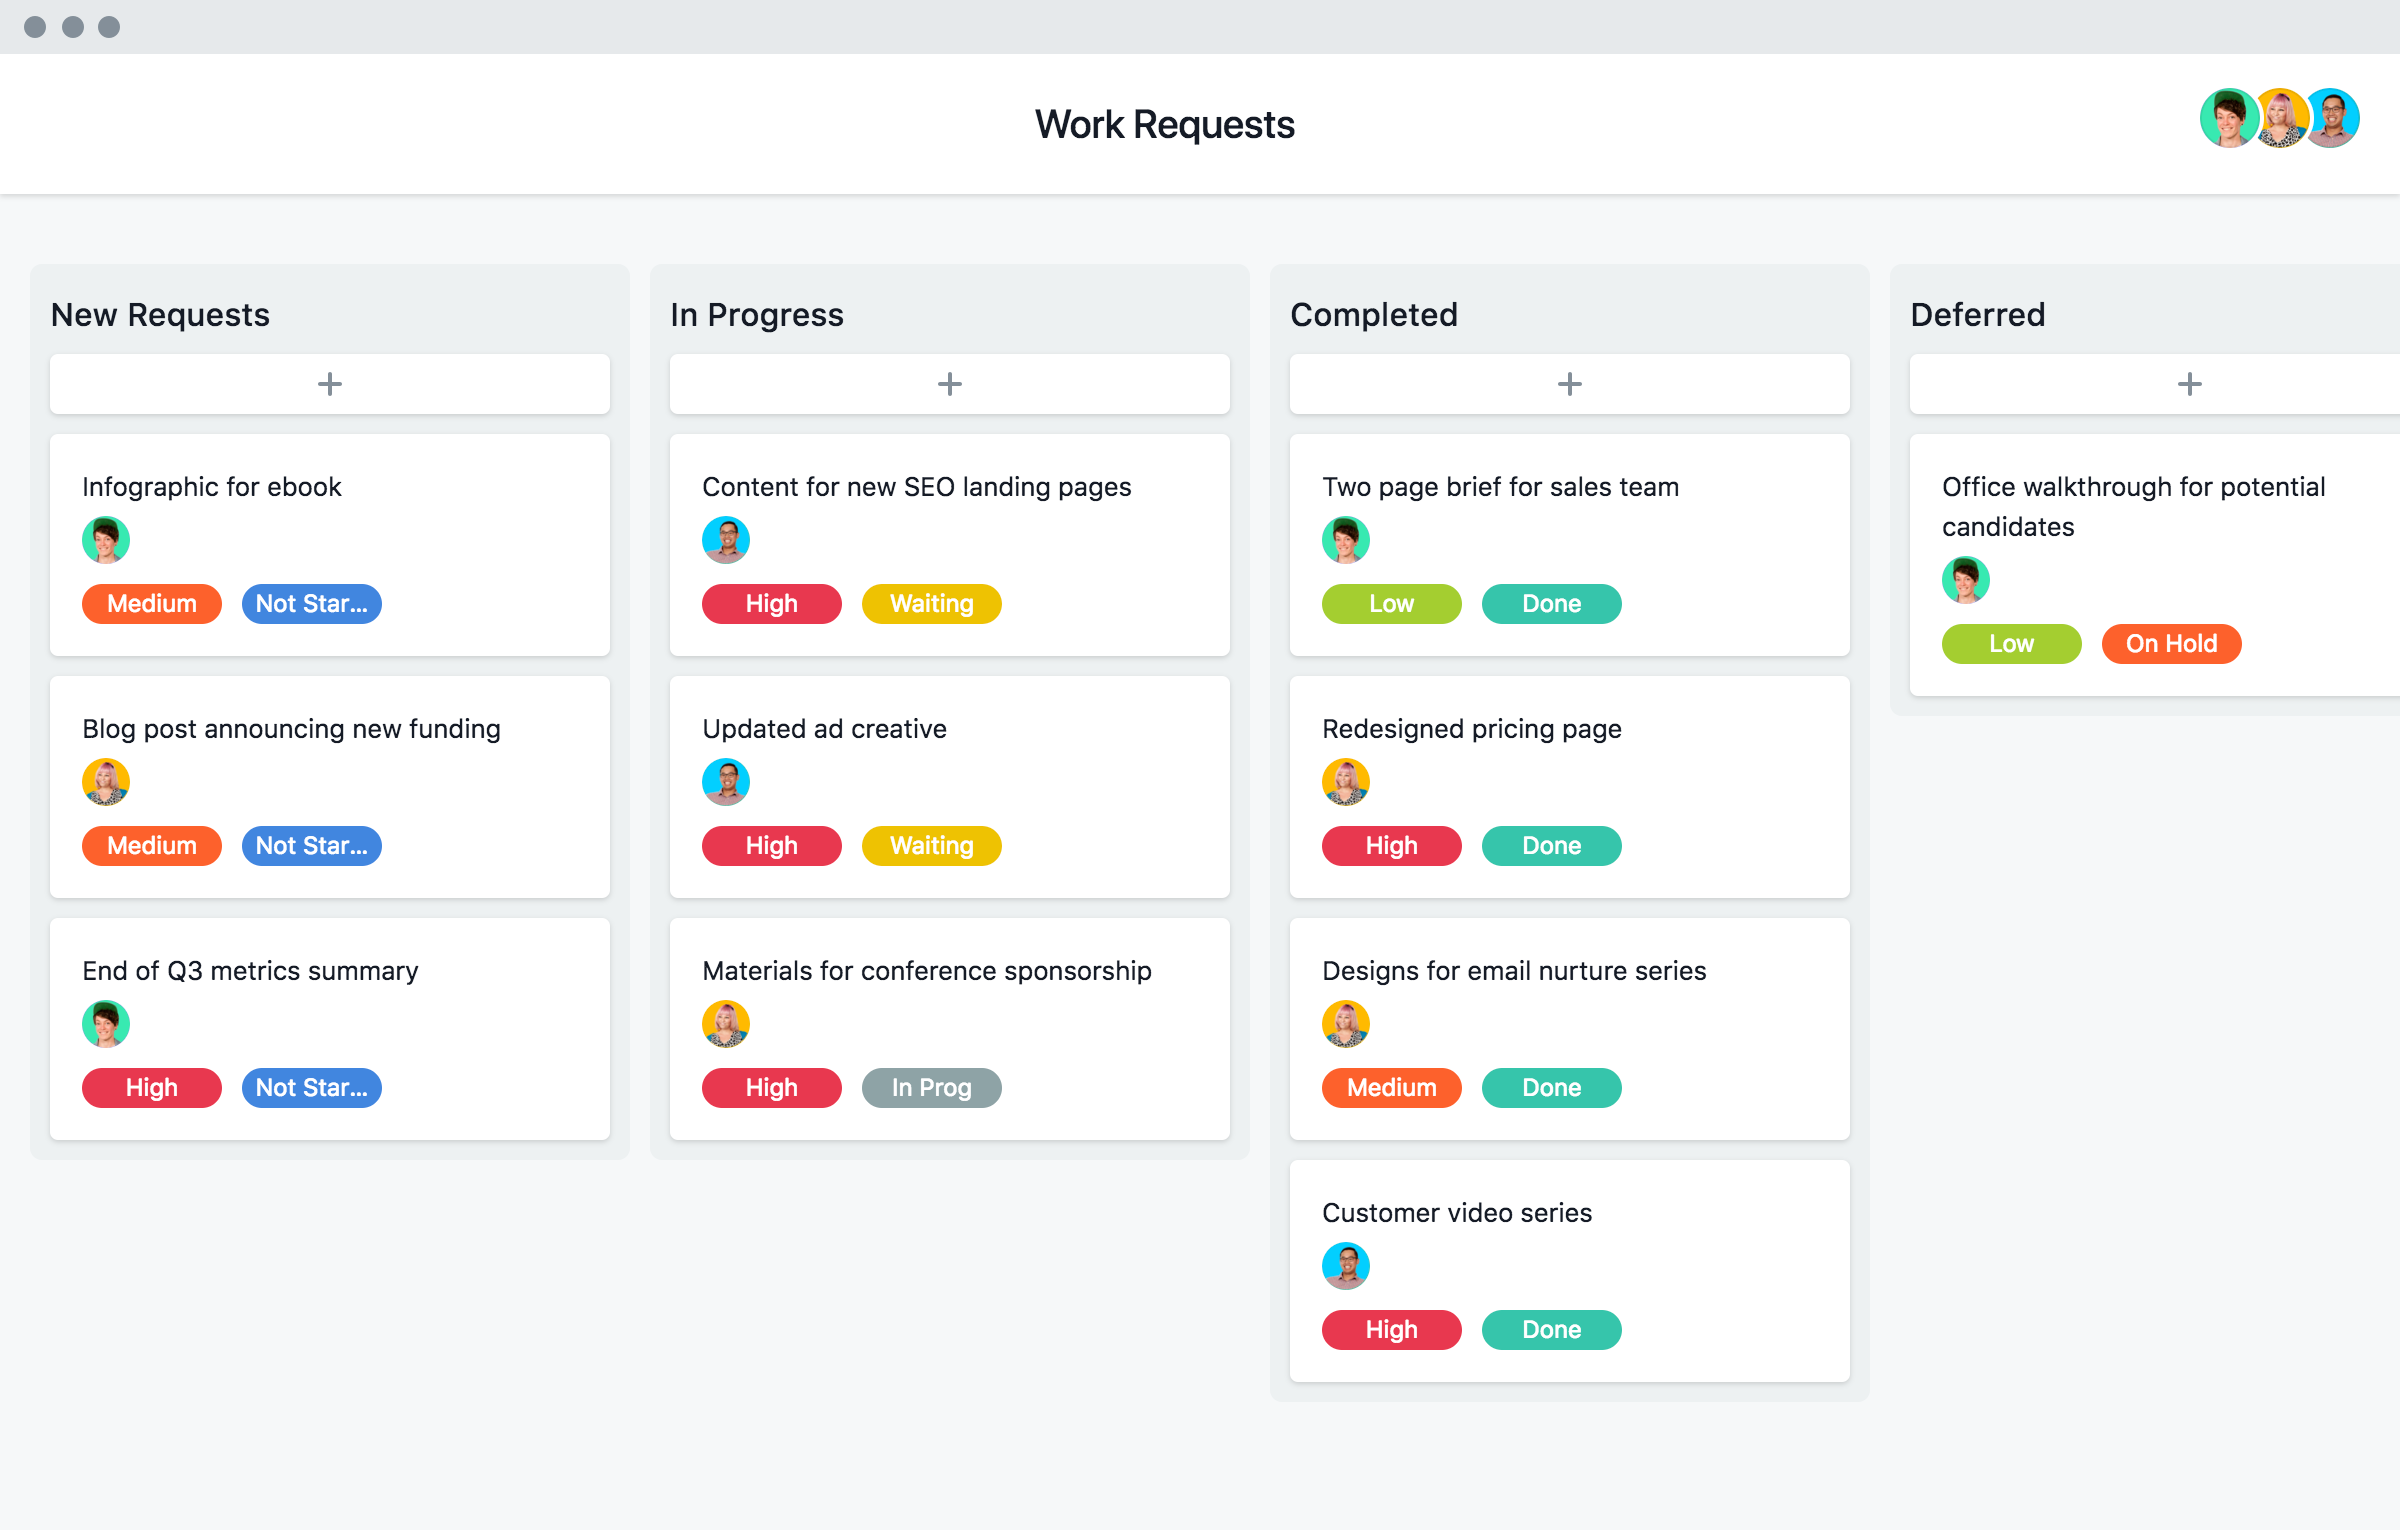 Work Requests
New Requests
Infographic for ebook
Medium Not Star...
Blog post announcing new funding
Medium Not Star...
End of Q3 metrics summary
High Not Star...
In Progress
Content for new SEO landing pages
High Waiting
Updated ad creative
High Waiting
Materials for conference sponsorship
High In Prog
Completed
Two page brief for sales team
Low Done
Redesigned pricing page
High Done
Designs for email nurture series
Medium Done
Customer video series
High Done
Deferred
Office walkthrough for potential
candidates
Low On Hold